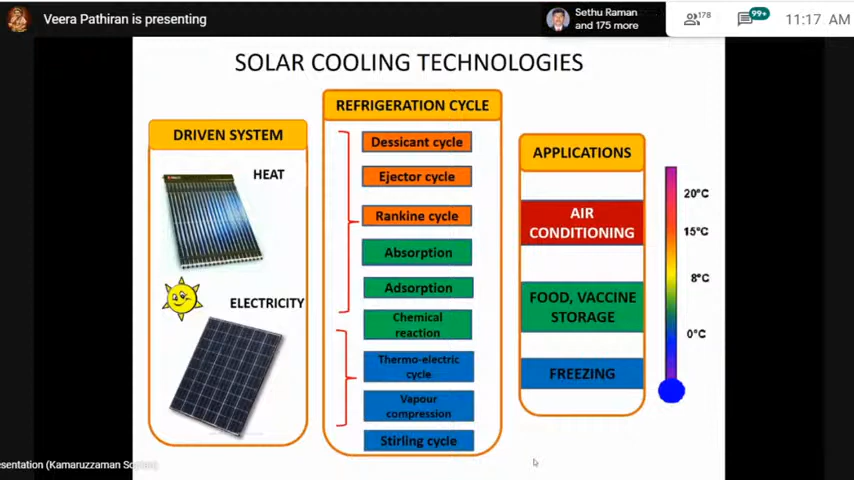 Veera Pathiran is presenting
Sethu Raman
and 175 more
178
99+
11:17 AM
SOLAR COOLING TECHNOLOGIES
DRIVEN SYSTEM
HEAT
ELECTRICITY
REFRIGERATION CYCLE
Dessicant cycle
Ejector cycle
Rankine cycle
Absorption
Adsorption
Chemical
reaction
Thermo-electric
cycle
Vapour
compression
Stirling cycle
APPLICATIONS
AIR
CONDITIONING
FOOD, VACCINE
STORAGE
FREEZING
20°C
15°C
8°C
0°C
esentation (Kamaruzzaman